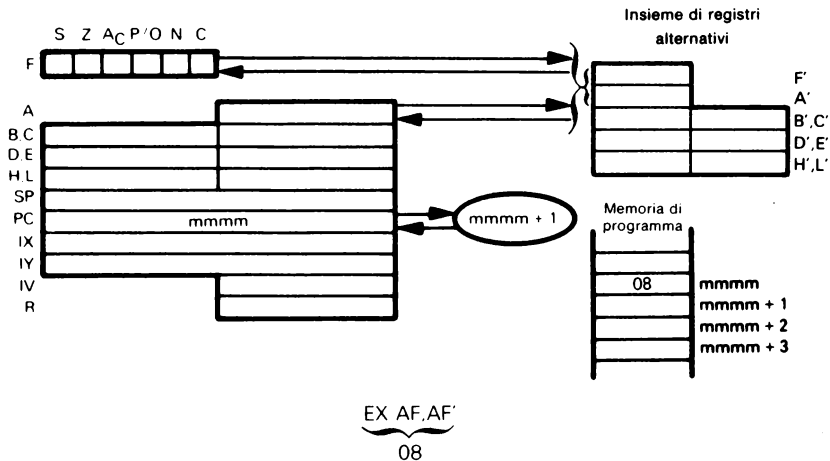 S Z AC P/O N C
F
Insieme di registri
alternativi
F'
A'
B',C'
D',E'
H',L'
A
B,C
D,E
H,L
SP
PC mmmm
mmmm + 1
IX
IY
IV
R
Memoria di
programma
08 mmmm
mmmm + 1
mmmm + 2
mmmm + 3
EX AF,AF'
08